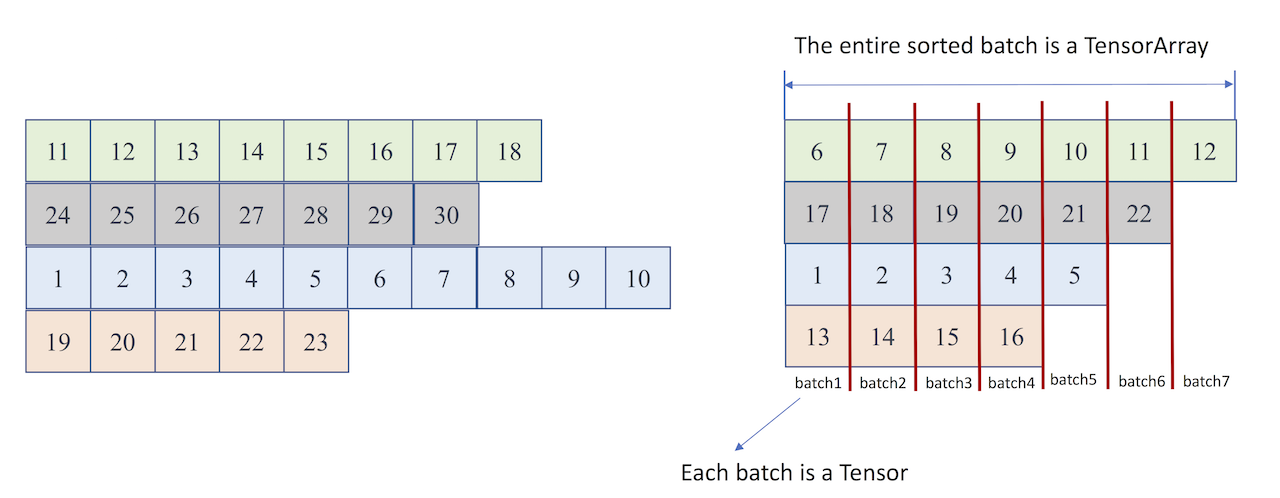 The entire sorted batch is a TensorArray
11 12 13 14 15 16 17 18
24 25 26 27 28 29 30
1 2 3 4 5 6 7 8 9 10
19 20 21 22 23
6 7 8 9 10 11 12
17 18 19 20 21 22
1 2 3 4 5
13 14 15 16
batch1 batch2 batch3 batch4 batch5 batch6 batch7
Each batch is a Tensor